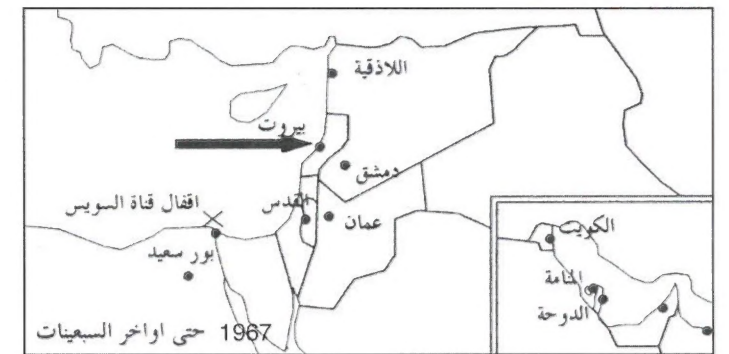 اللاذقية
بيروت
دمشق
القدس
عمان
اقفال قناة السويس
بور سعيد
1967 حتى اواخر السبعينات
الكويت
المنامة
الدوحة